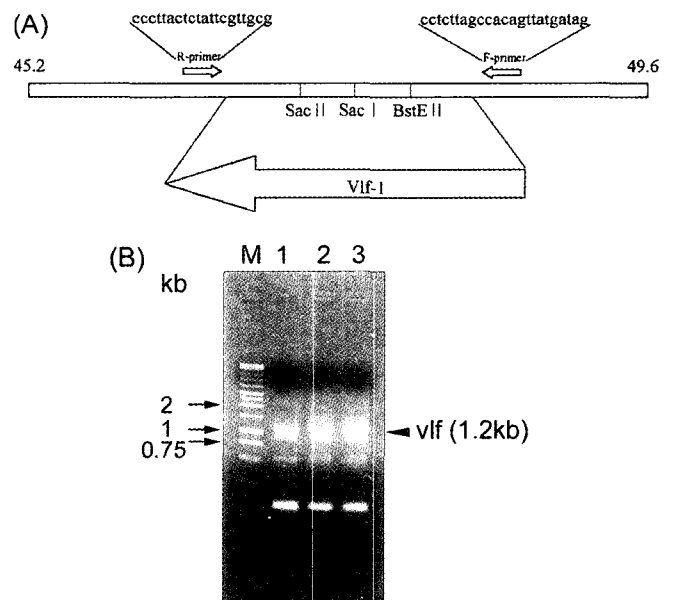 (A)
cccttactctattcgttgcg
cctcttagccacagttatgatag
R-primer
F-primer
45.2
49.6
Sac II
Sac I
BstE II
Vlf-1
(B)
M 1 2 3
kb
2
1
0.75
vlf (1.2kb)